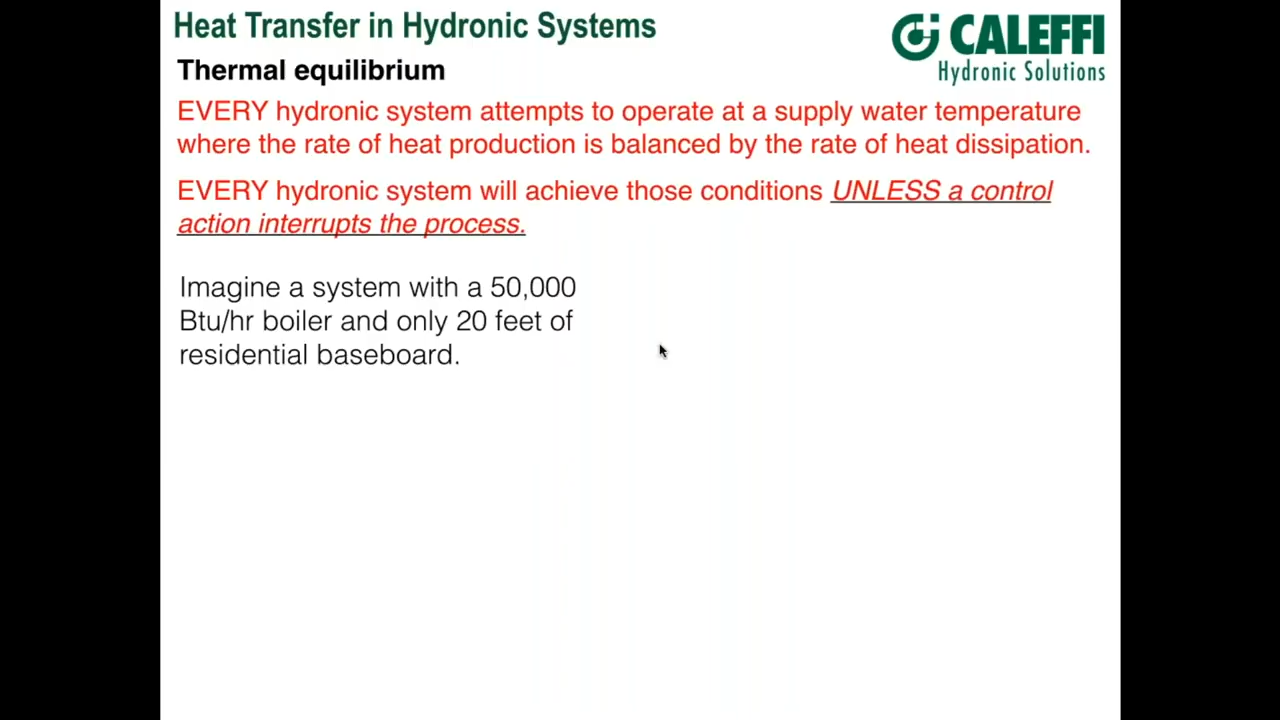 Heat Transfer in Hydronic Systems
CALEFFI
Hydronic Solutions
Thermal equilibrium
EVERY hydronic system attempts to operate at a supply water temperature
where the rate of heat production is balanced by the rate of heat dissipation.
EVERY hydronic system will achieve those conditions UNLESS a control
action interrupts the process.
Imagine a system with a 50,000
Btu/hr boiler and only 20 feet of
residential baseboard.